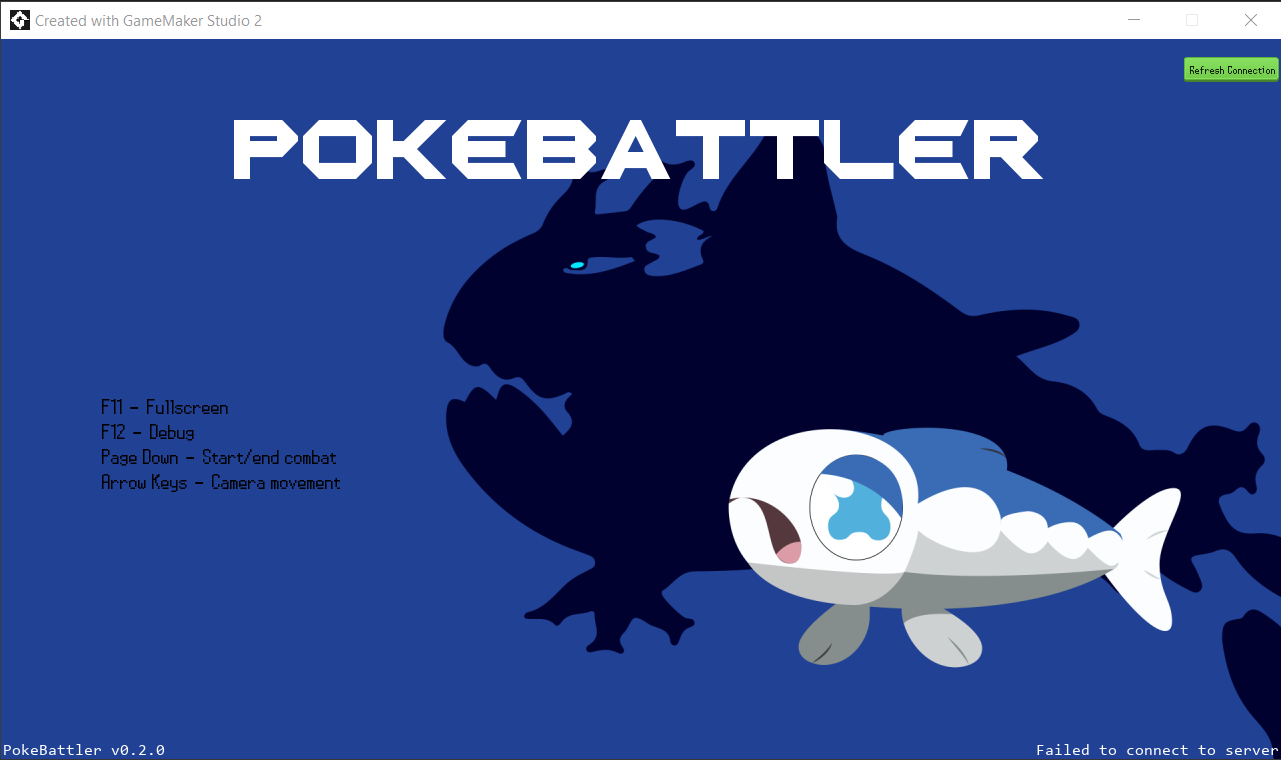 Created with GameMaker Studio 2
Refresh Connection
POKEBATTLER
F11 - Fullscreen
F12 - Debug
Page Down - Start/end combat
Arrow Keys - Camera movement
PokeBattler v0.2.0
Failed to connect to server